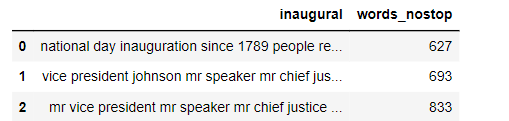 inaugural words_nostop
0 national day inauguration since 1789 people re... 627
1 vice president johnson mr speaker mr chief jus... 693
2 mr vice president mr speaker mr chief justice ... 833